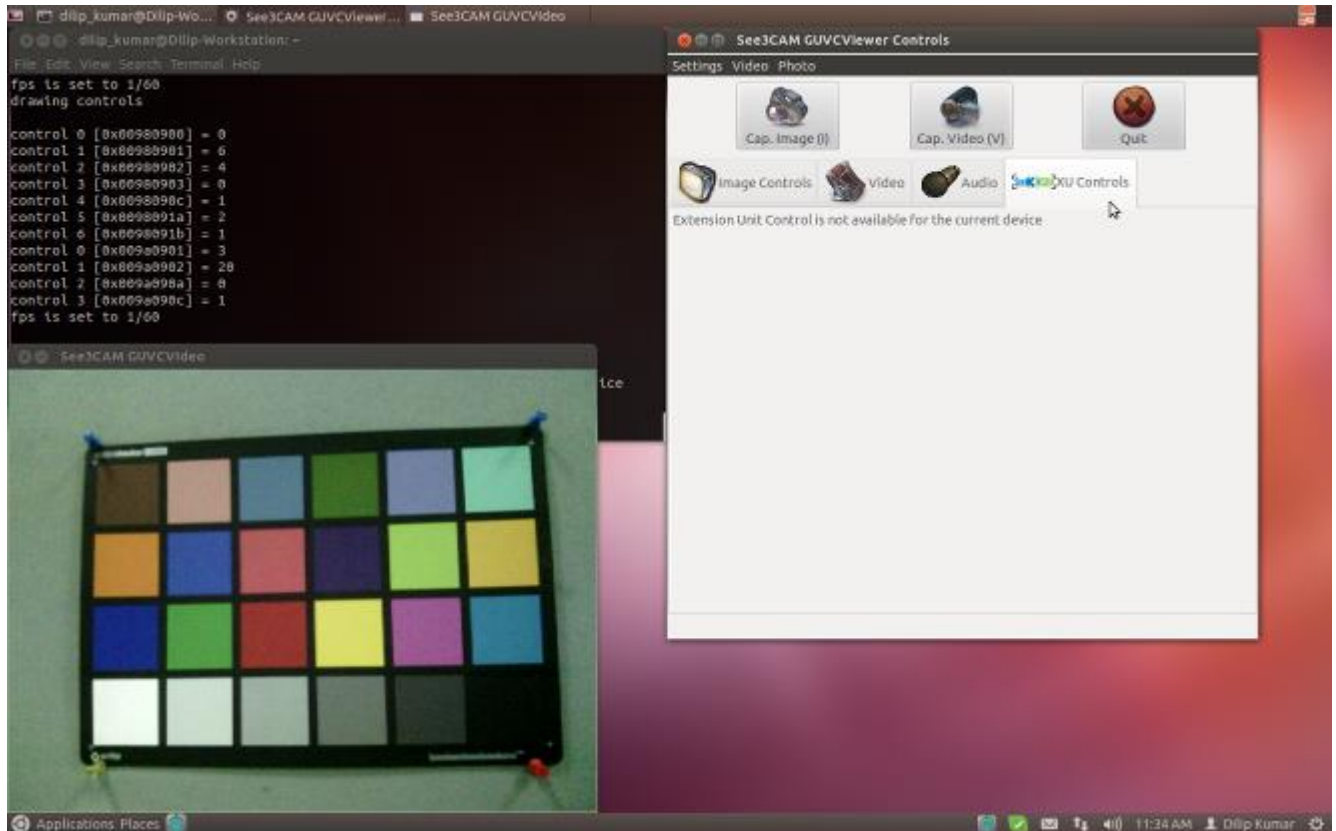 dilip_kumar@Dilip-Wo... See3CAM GUVCViewer ... See3CAM GUVCVideo
dilip_kumar@Dilip-Workstation: ~
File Edit View Search Terminal Help
fps is set to 1/60
drawing controls
control 0 [0x00980900] = 0
control 1 [0x00980901] = 6
control 2 [0x00980902] = 4
control 3 [0x00980903] = 0
control 4 [0x0098090c] = 1
control 5 [0x0098091a] = 2
control 6 [0x0098091b] = 1
control 0 [0x009a0901] = 3
control 1 [0x009a0902] = 20
control 2 [0x009a090a] = 0
control 3 [0x009a090c] = 1
fps is set to 1/60
ice
See3CAM GUVCVideo
See3CAM GUVCViewer Controls
Settings Video Photo
Cap. Image (I) Cap. Video (V) Quit
Image Controls Video Audio XU Controls
Extension Unit Control is not available for the current device
Applications Places 11:34 AM Dilip Kumar